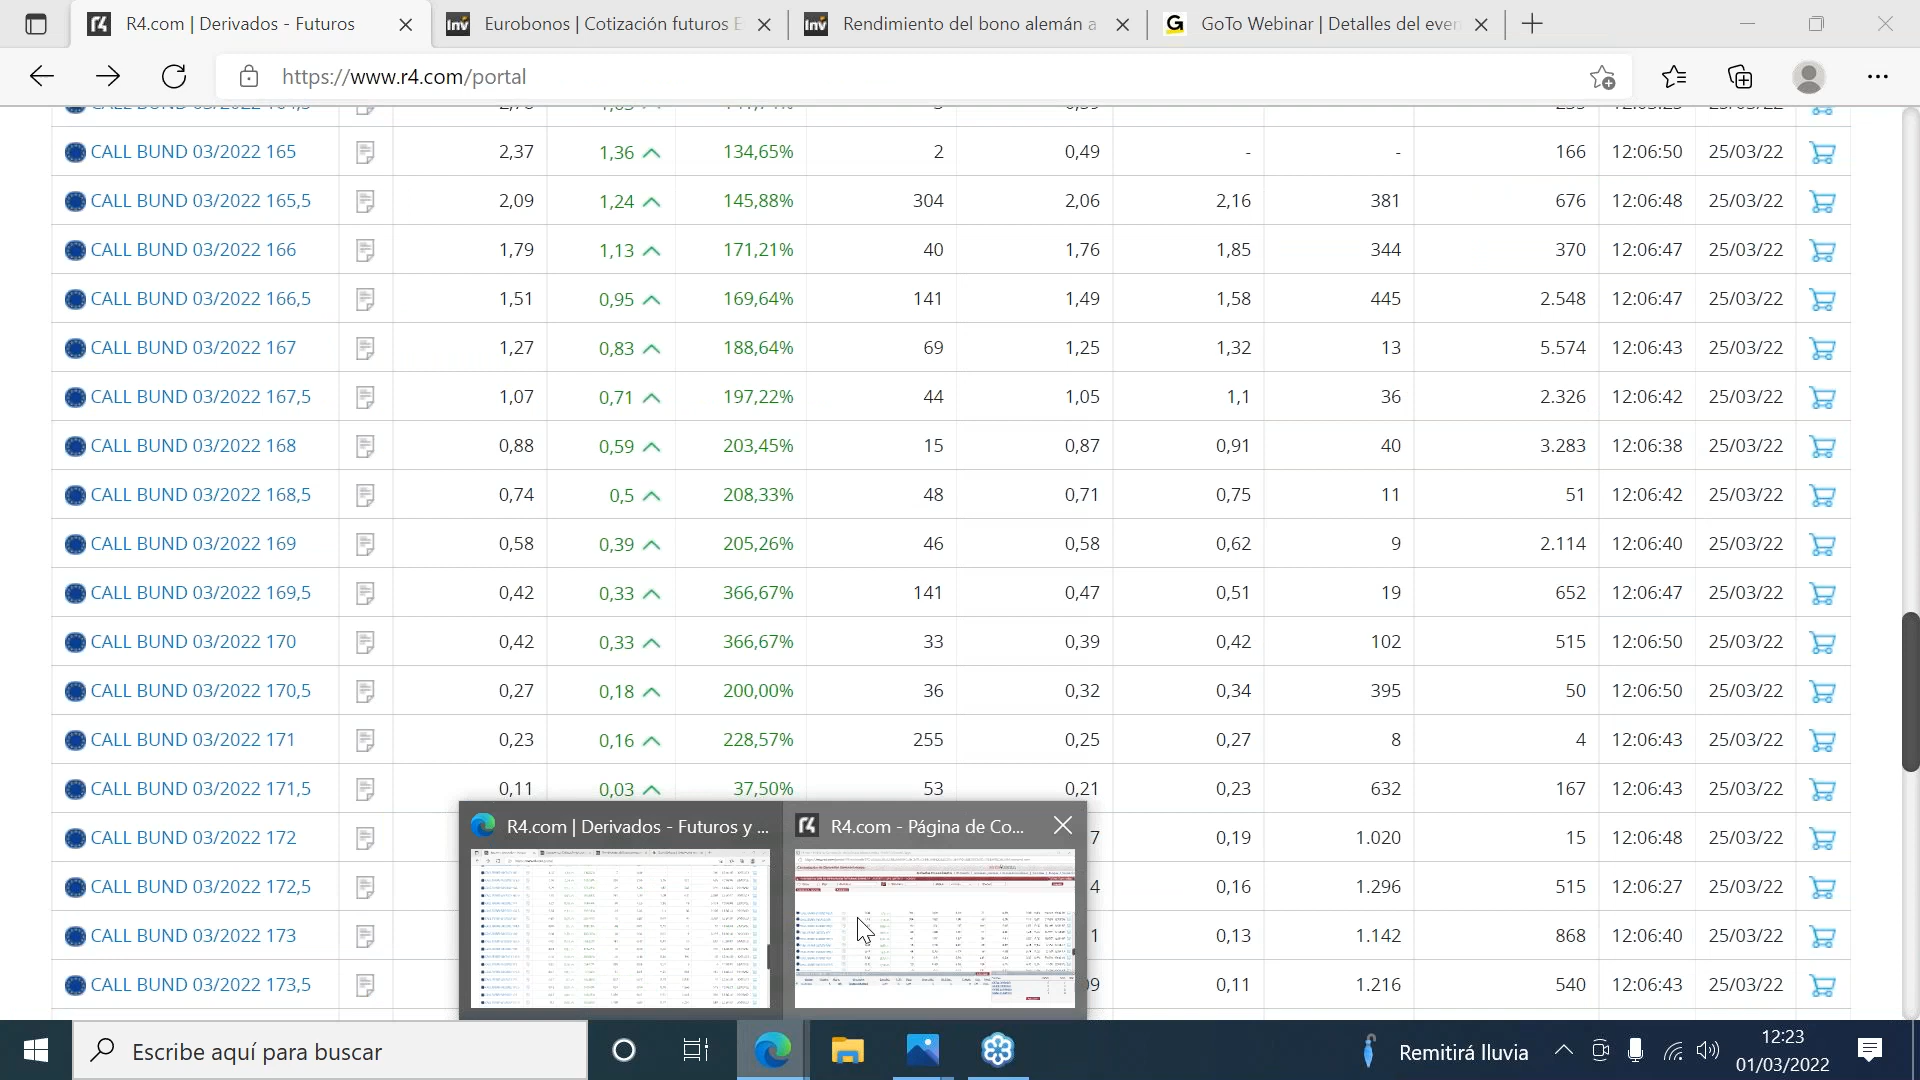 R4.com | Derivados - Futuros
Eurobonos | Cotización futuros E
Rendimiento del bono alemán a
GoTo Webinar | Detalles del even
https://www.r4.com/portal
CALL BUND 03/2022 165 2,37 1,36 134,65% 2 0,49 - - 166 12:06:50 25/03/22
CALL BUND 03/2022 165,5 2,09 1,24 145,88% 304 2,06 2,16 381 676 12:06:48 25/03/22
CALL BUND 03/2022 166 1,79 1,13 171,21% 40 1,76 1,85 344 370 12:06:47 25/03/22
CALL BUND 03/2022 166,5 1,51 0,95 169,64% 141 1,49 1,58 445 2.548 12:06:47 25/03/22
CALL BUND 03/2022 167 1,27 0,83 188,64% 69 1,25 1,32 13 5.574 12:06:43 25/03/22
CALL BUND 03/2022 167,5 1,07 0,71 197,22% 44 1,05 1,1 36 2.326 12:06:42 25/03/22
CALL BUND 03/2022 168 0,88 0,59 203,45% 15 0,87 0,91 40 3.283 12:06:38 25/03/22
CALL BUND 03/2022 168,5 0,74 0,5 208,33% 48 0,71 0,75 11 51 12:06:42 25/03/22
CALL BUND 03/2022 169 0,58 0,39 205,26% 46 0,58 0,62 9 2.114 12:06:40 25/03/22
CALL BUND 03/2022 169,5 0,42 0,33 366,67% 141 0,47 0,51 19 652 12:06:47 25/03/22
CALL BUND 03/2022 170 0,42 0,33 366,67% 33 0,39 0,42 102 515 12:06:50 25/03/22
CALL BUND 03/2022 170,5 0,27 0,18 200,00% 36 0,32 0,34 395 50 12:06:50 25/03/22
CALL BUND 03/2022 171 0,23 0,16 228,57% 255 0,25 0,27 8 4 12:06:43 25/03/22
CALL BUND 03/2022 171,5 0,11 0,03 37,50% 53 0,21 0,23 632 167 12:06:43 25/03/22
CALL BUND 03/2022 172 7 0,19 1.020 15 12:06:48 25/03/22
CALL BUND 03/2022 172,5 4 0,16 1.296 515 12:06:27 25/03/22
CALL BUND 03/2022 173 1 0,13 1.142 868 12:06:40 25/03/22
CALL BUND 03/2022 173,5 09 0,11 1.216 540 12:06:43 25/03/22
R4.com | Derivados - Futuros y ...
R4.com - Página de Co...
Escribe aquí para buscar
Remitirá lluvia
12:23
01/03/2022